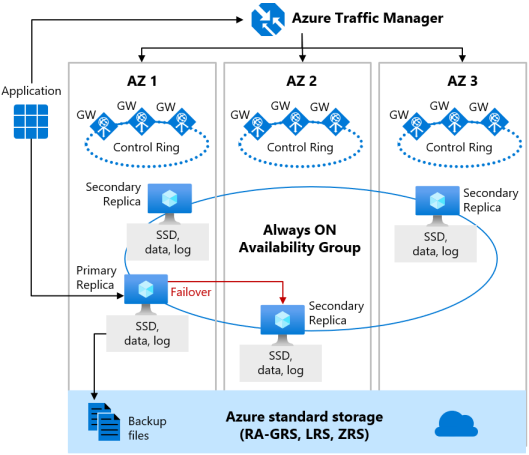 Azure Traffic Manager
Application
AZ 1
AZ 2
AZ 3
GW
GW
GW
Control Ring
GW
GW
GW
Control Ring
GW
GW
GW
Control Ring
Secondary
Replica
SSD,
data, log
Always ON
Availability Group
Secondary
Replica
SSD,
data, log
Primary
Replica
SSD,
data, log
Failover
Secondary
Replica
SSD,
data, log
Backup
files
Azure standard storage
(RA-GRS, LRS, ZRS)